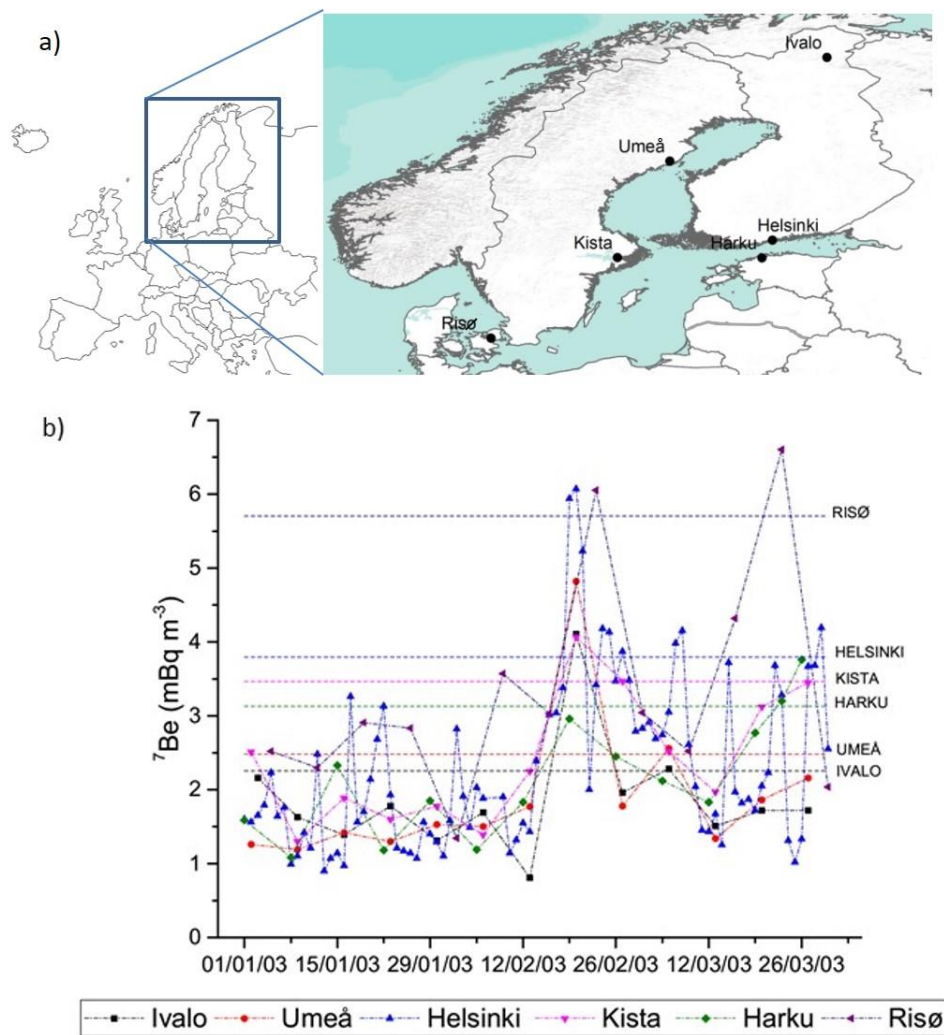 a)
Ivalo
Umeå
Helsinki
Kista
Harku
Risø
b)
7
6
5
4
3
2
1
0
⁷Be (mBq m⁻³)
RISØ
HELSINKI
KISTA
HARKU
UMEÅ
IVALO
01/01/03 15/01/03 29/01/03 12/02/03 26/02/03 12/03/03 26/03/03
Ivalo Umeå Helsinki Kista Harku Risø